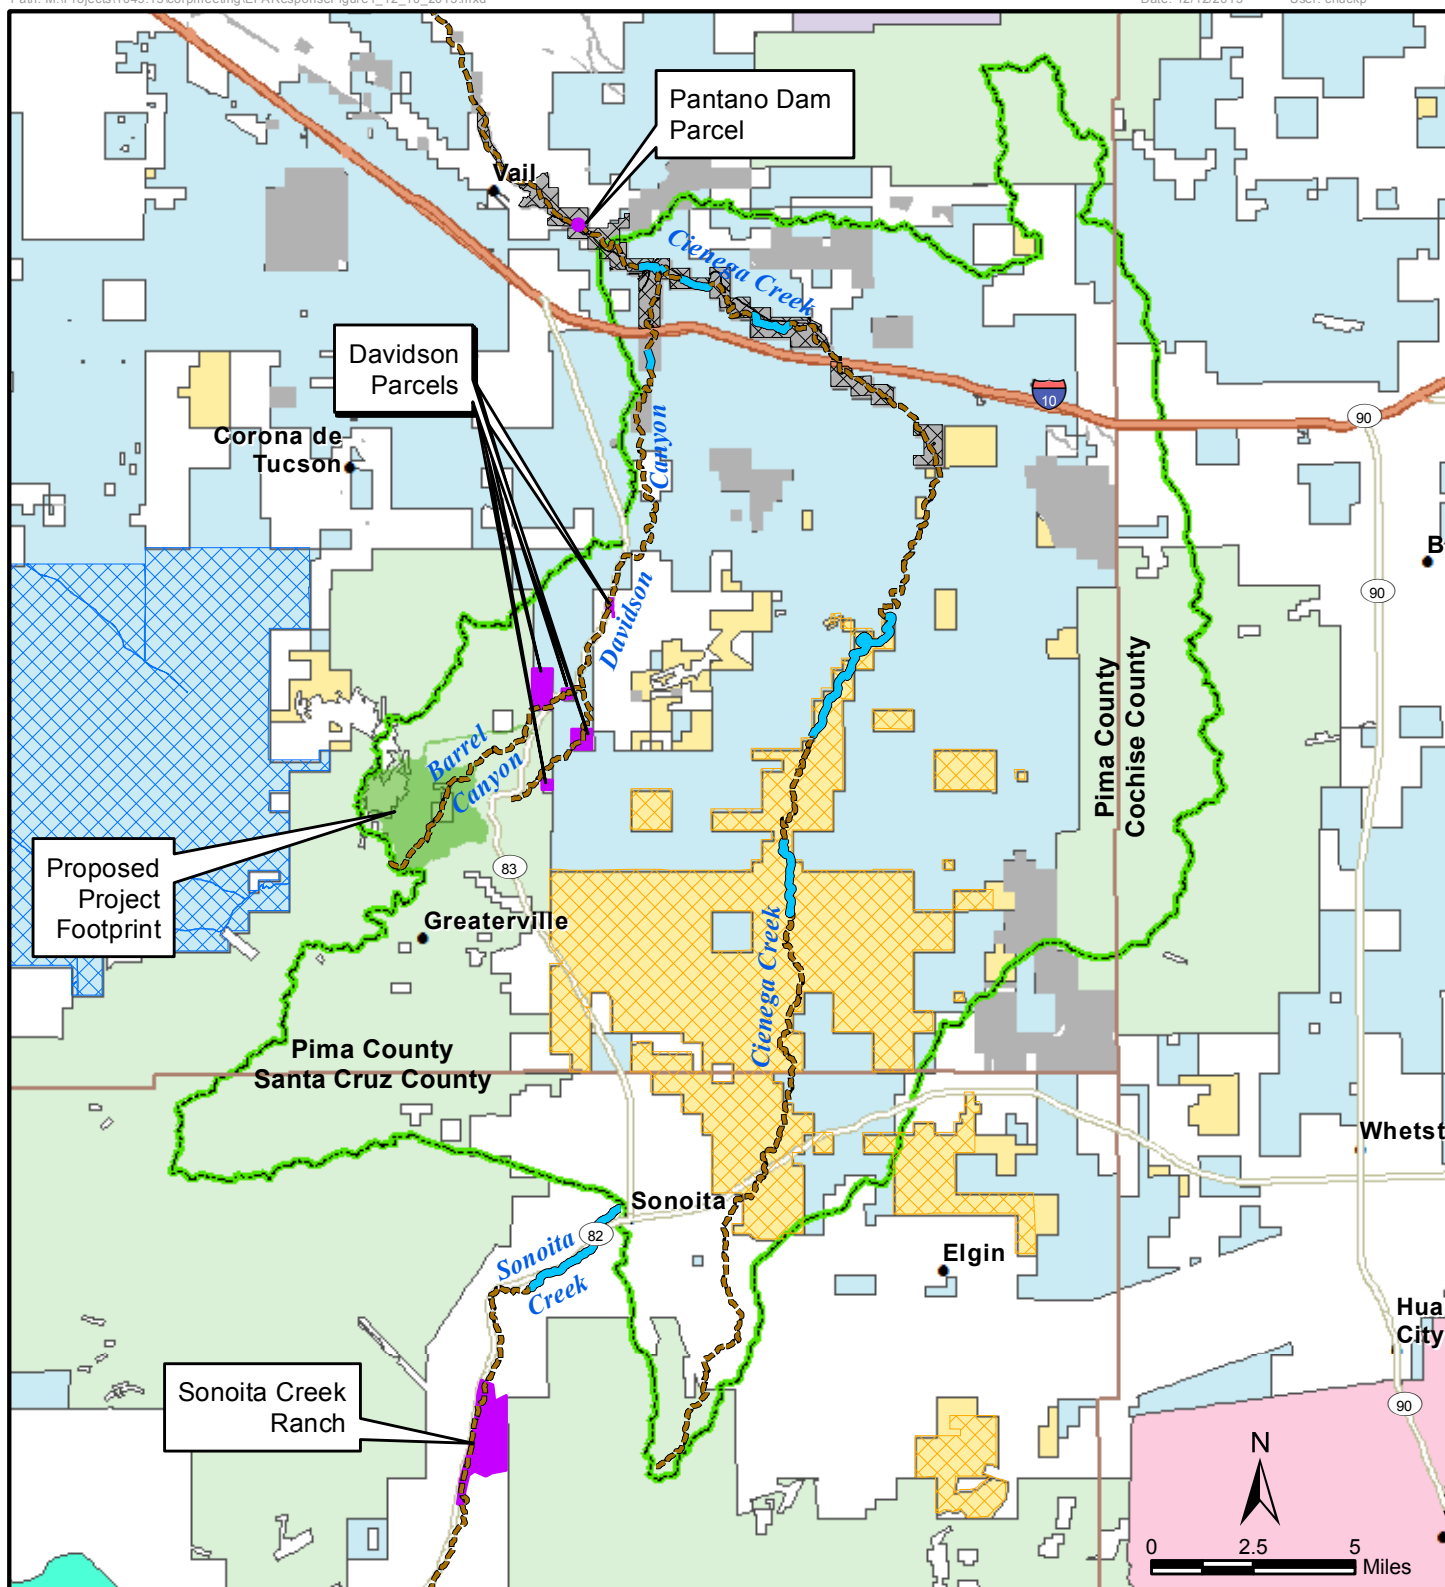 Pantano Dam
Parcel
Vail
Cienega Creek
Davidson
Parcels
10
90
Corona de
Tucson
Canyon
B
90
Davidson
Pima County
Cochise County
Barrel
Canyon
Proposed
Project
Footprint
83
Greaterville
Cienega Creek
Pima County
Santa Cruz County
Whetst
Sonoita
82
Sonoita
Creek
Elgin
Hua
City
Sonoita Creek
Ranch
90
N
0 2.5 5
Miles